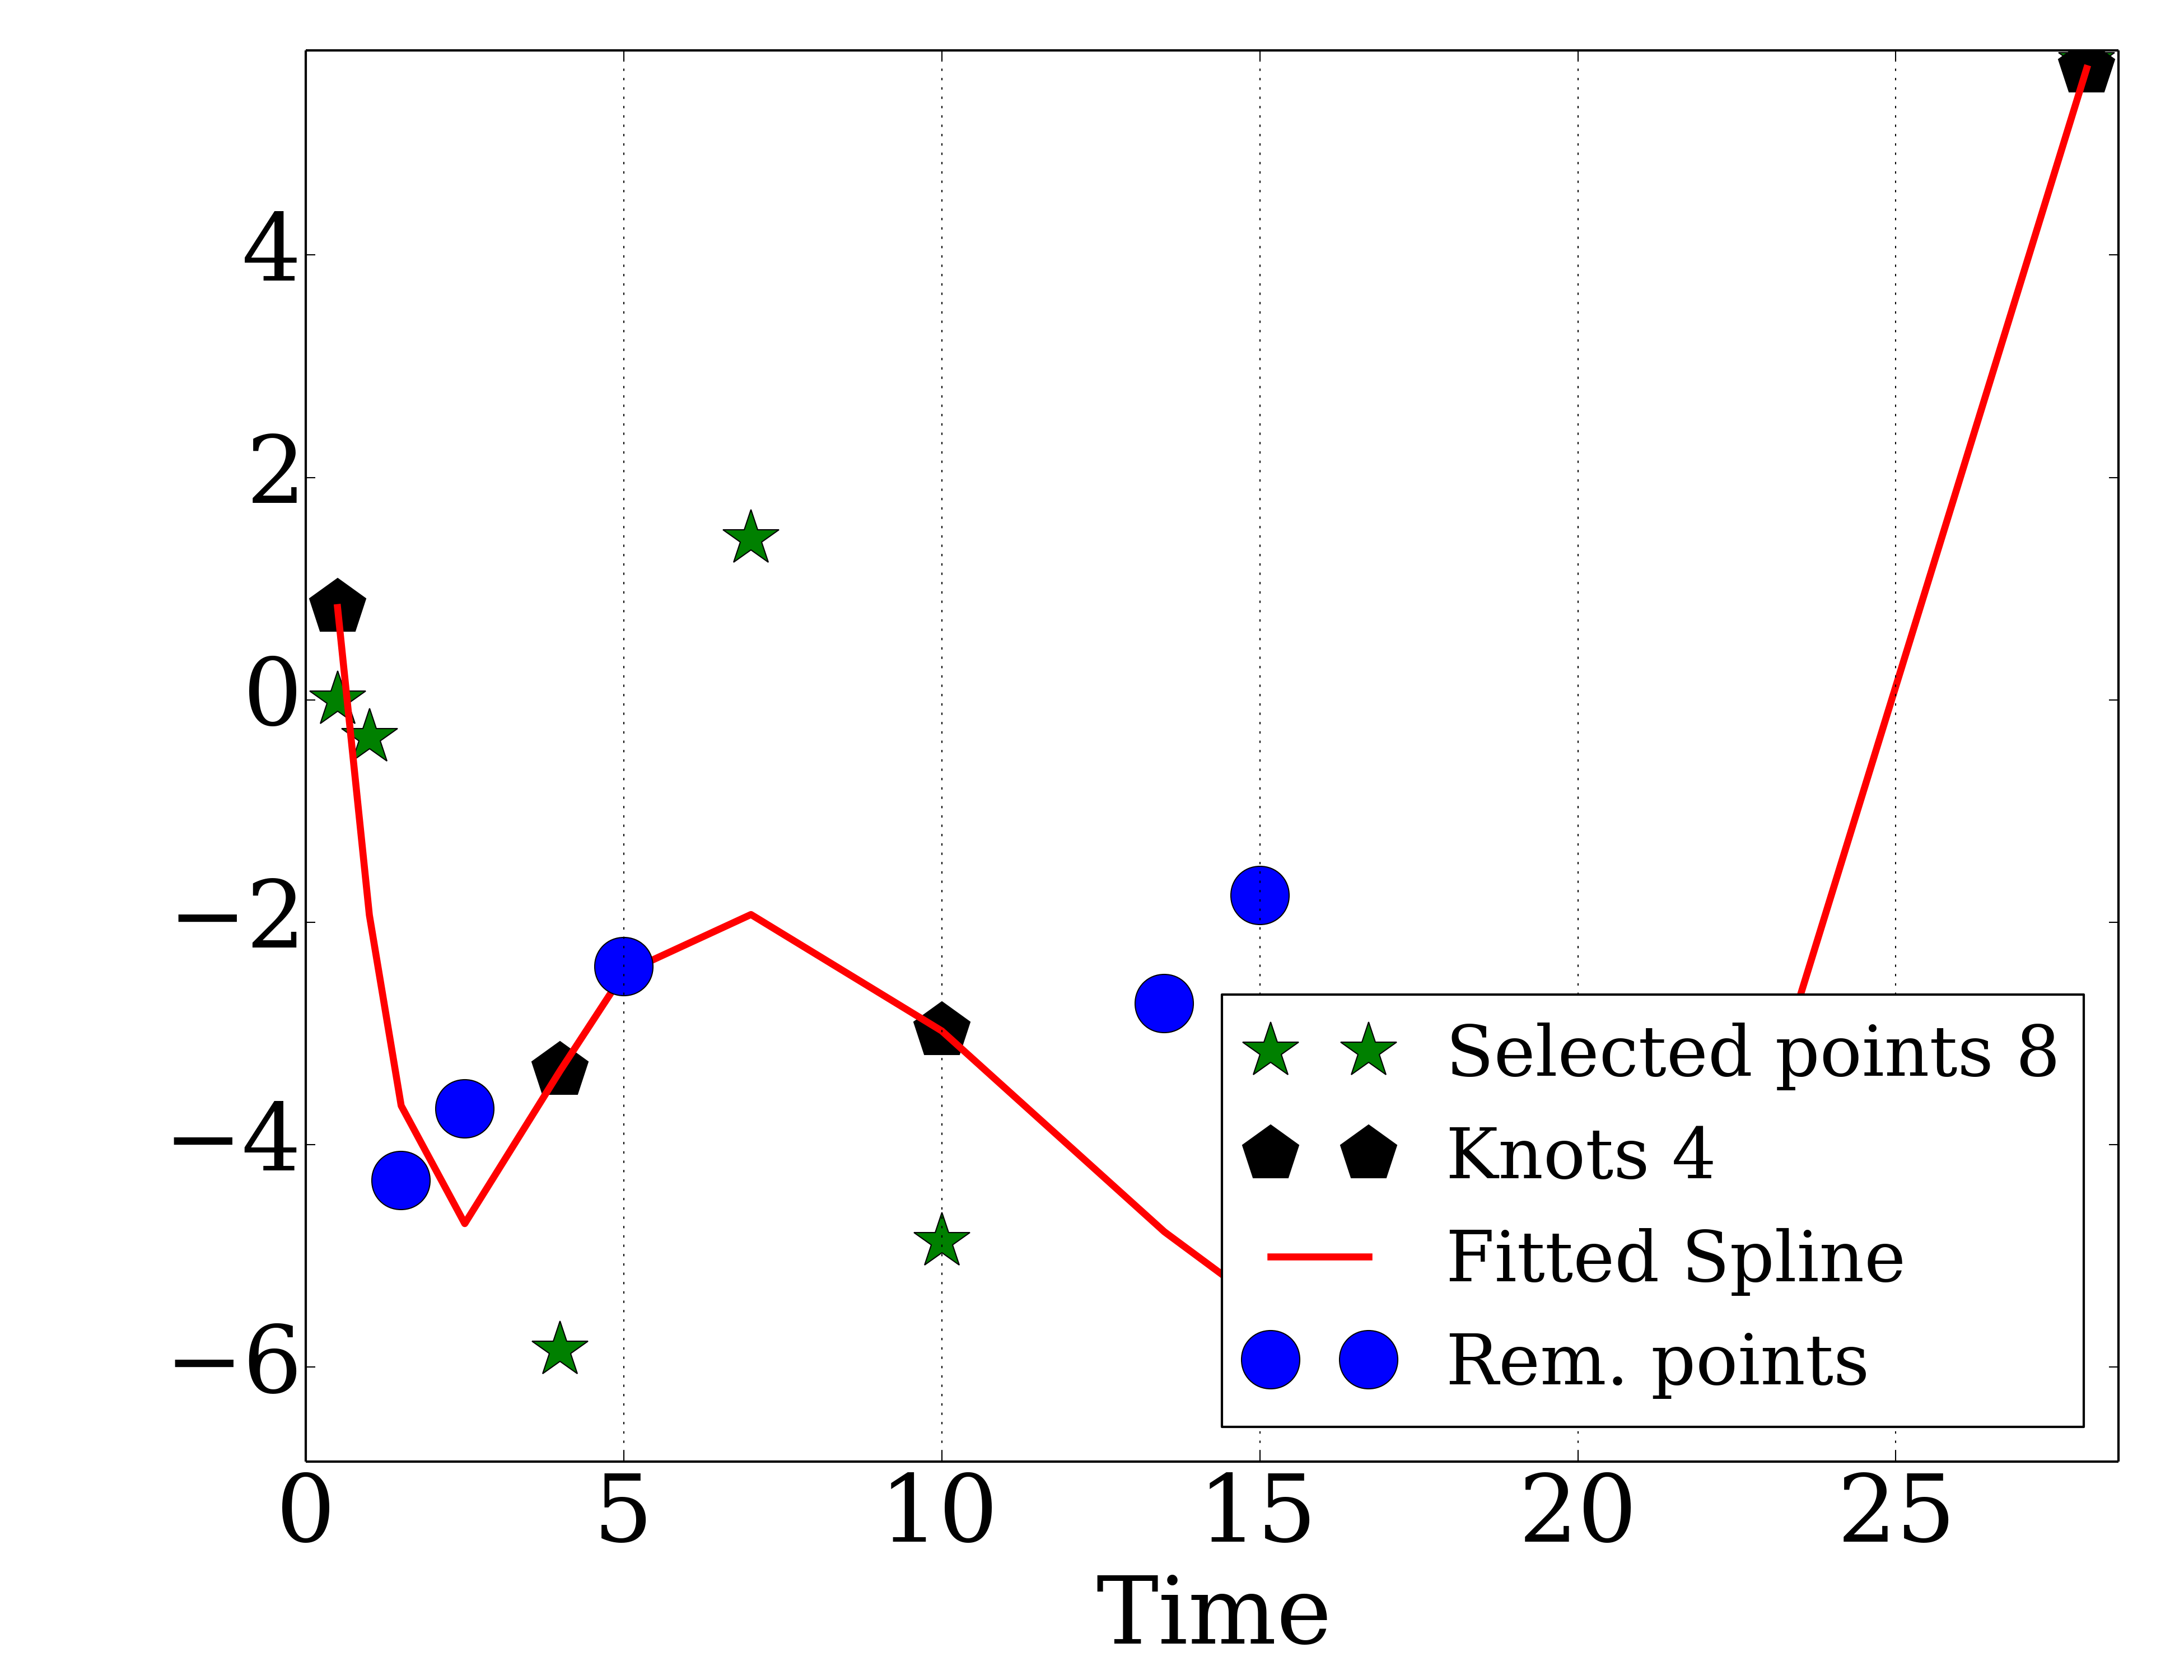 4
2
0
−2
−4
−6
0 5 10 15 20 25
Time
Selected points 8
Knots 4
Fitted Spline
Rem. points